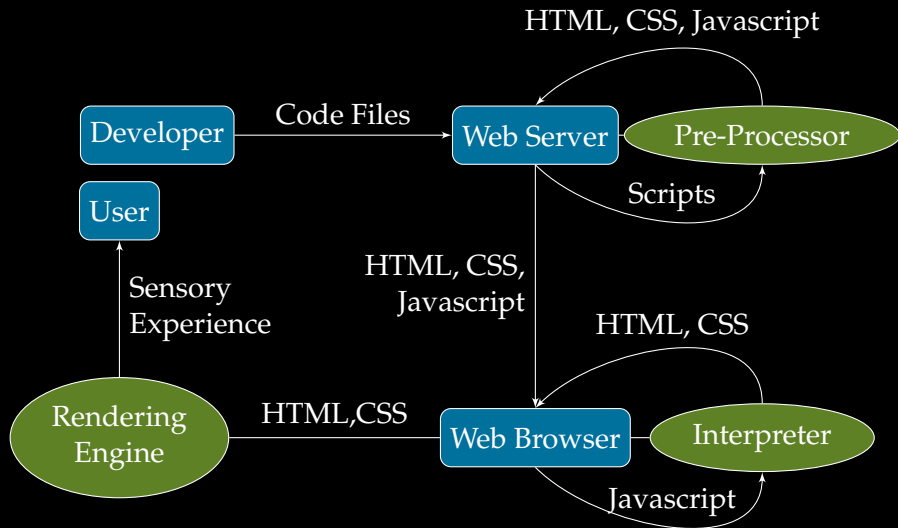 HTML, CSS, Javascript
Code Files
Developer
Web Server
Pre-Processor
Scripts
User
HTML, CSS,
Javascript
Sensory
Experience
HTML, CSS
Rendering
Engine
HTML,CSS
Web Browser
Interpreter
Javascript